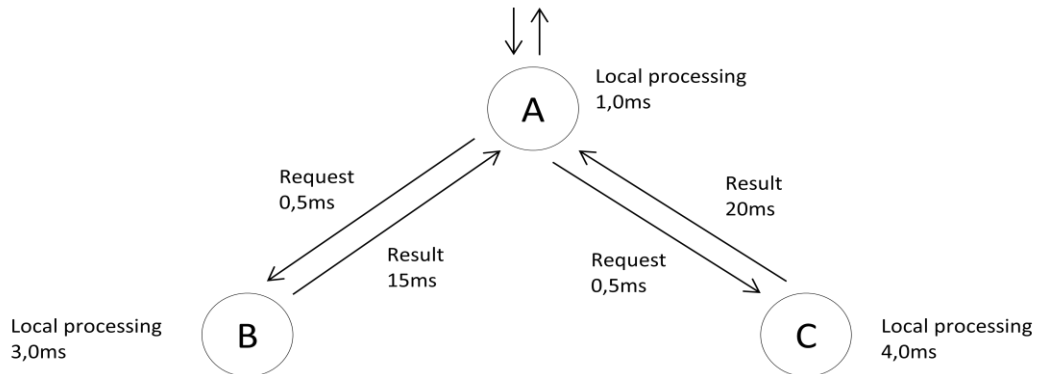 Local processing
1,0ms
A
Request
0,5ms
Result
20ms
Result
15ms
Request
0,5ms
Local processing
3,0ms
B
C
Local processing
4,0ms